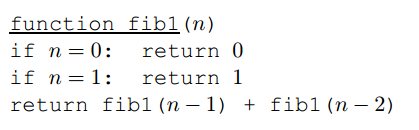 function fib1(n)
if n = 0: return 0
if n = 1: return 1
return fib1(n − 1) + fib1(n − 2)